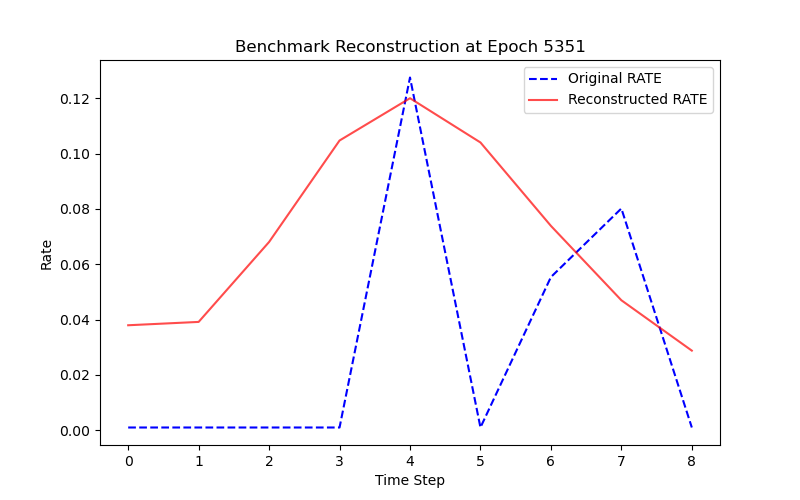 Benchmark Reconstruction at Epoch 5351
Original RATE
Reconstructed RATE
Rate
0.12
0.10
0.08
0.06
0.04
0.02
0.00
0 1 2 3 4 5 6 7 8
Time Step